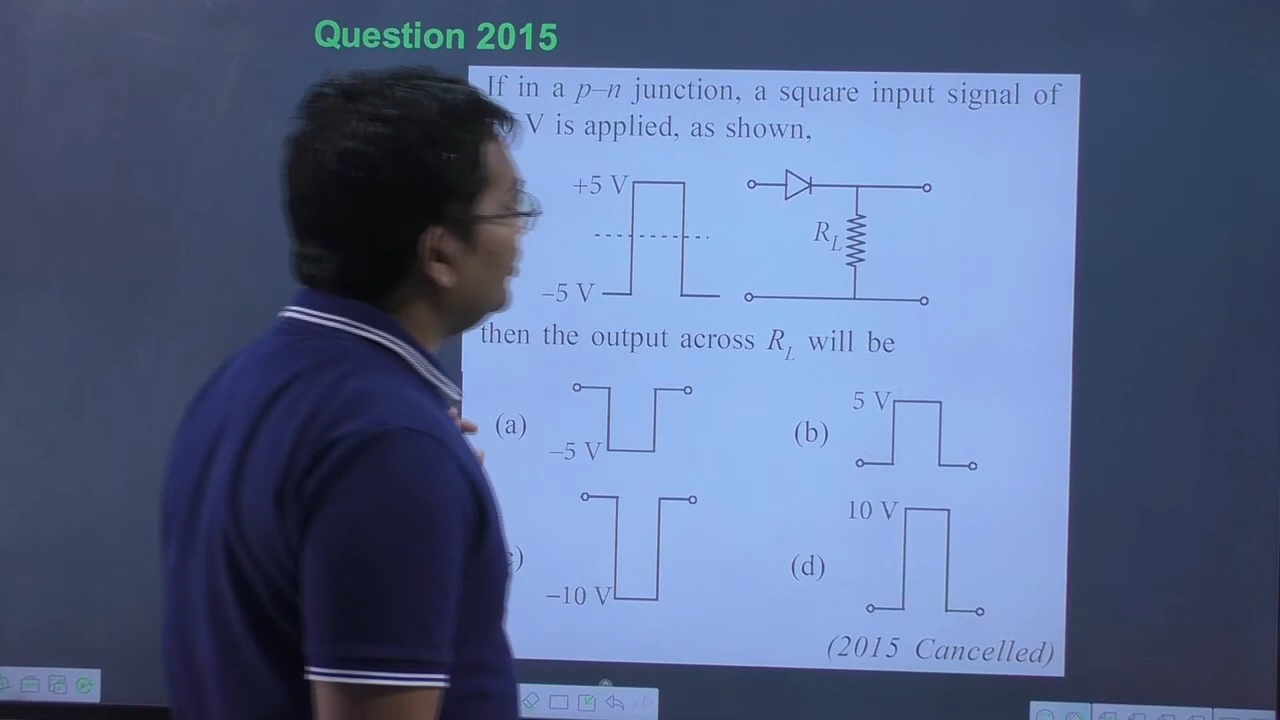 Question 2015
If in a p–n junction, a square input signal of
V is applied, as shown,
+5 V
R_L
–5 V
then the output across R_L will be
(a)
–5 V
(b)
5 V
–10 V
(d)
10 V
(2015 Cancelled)